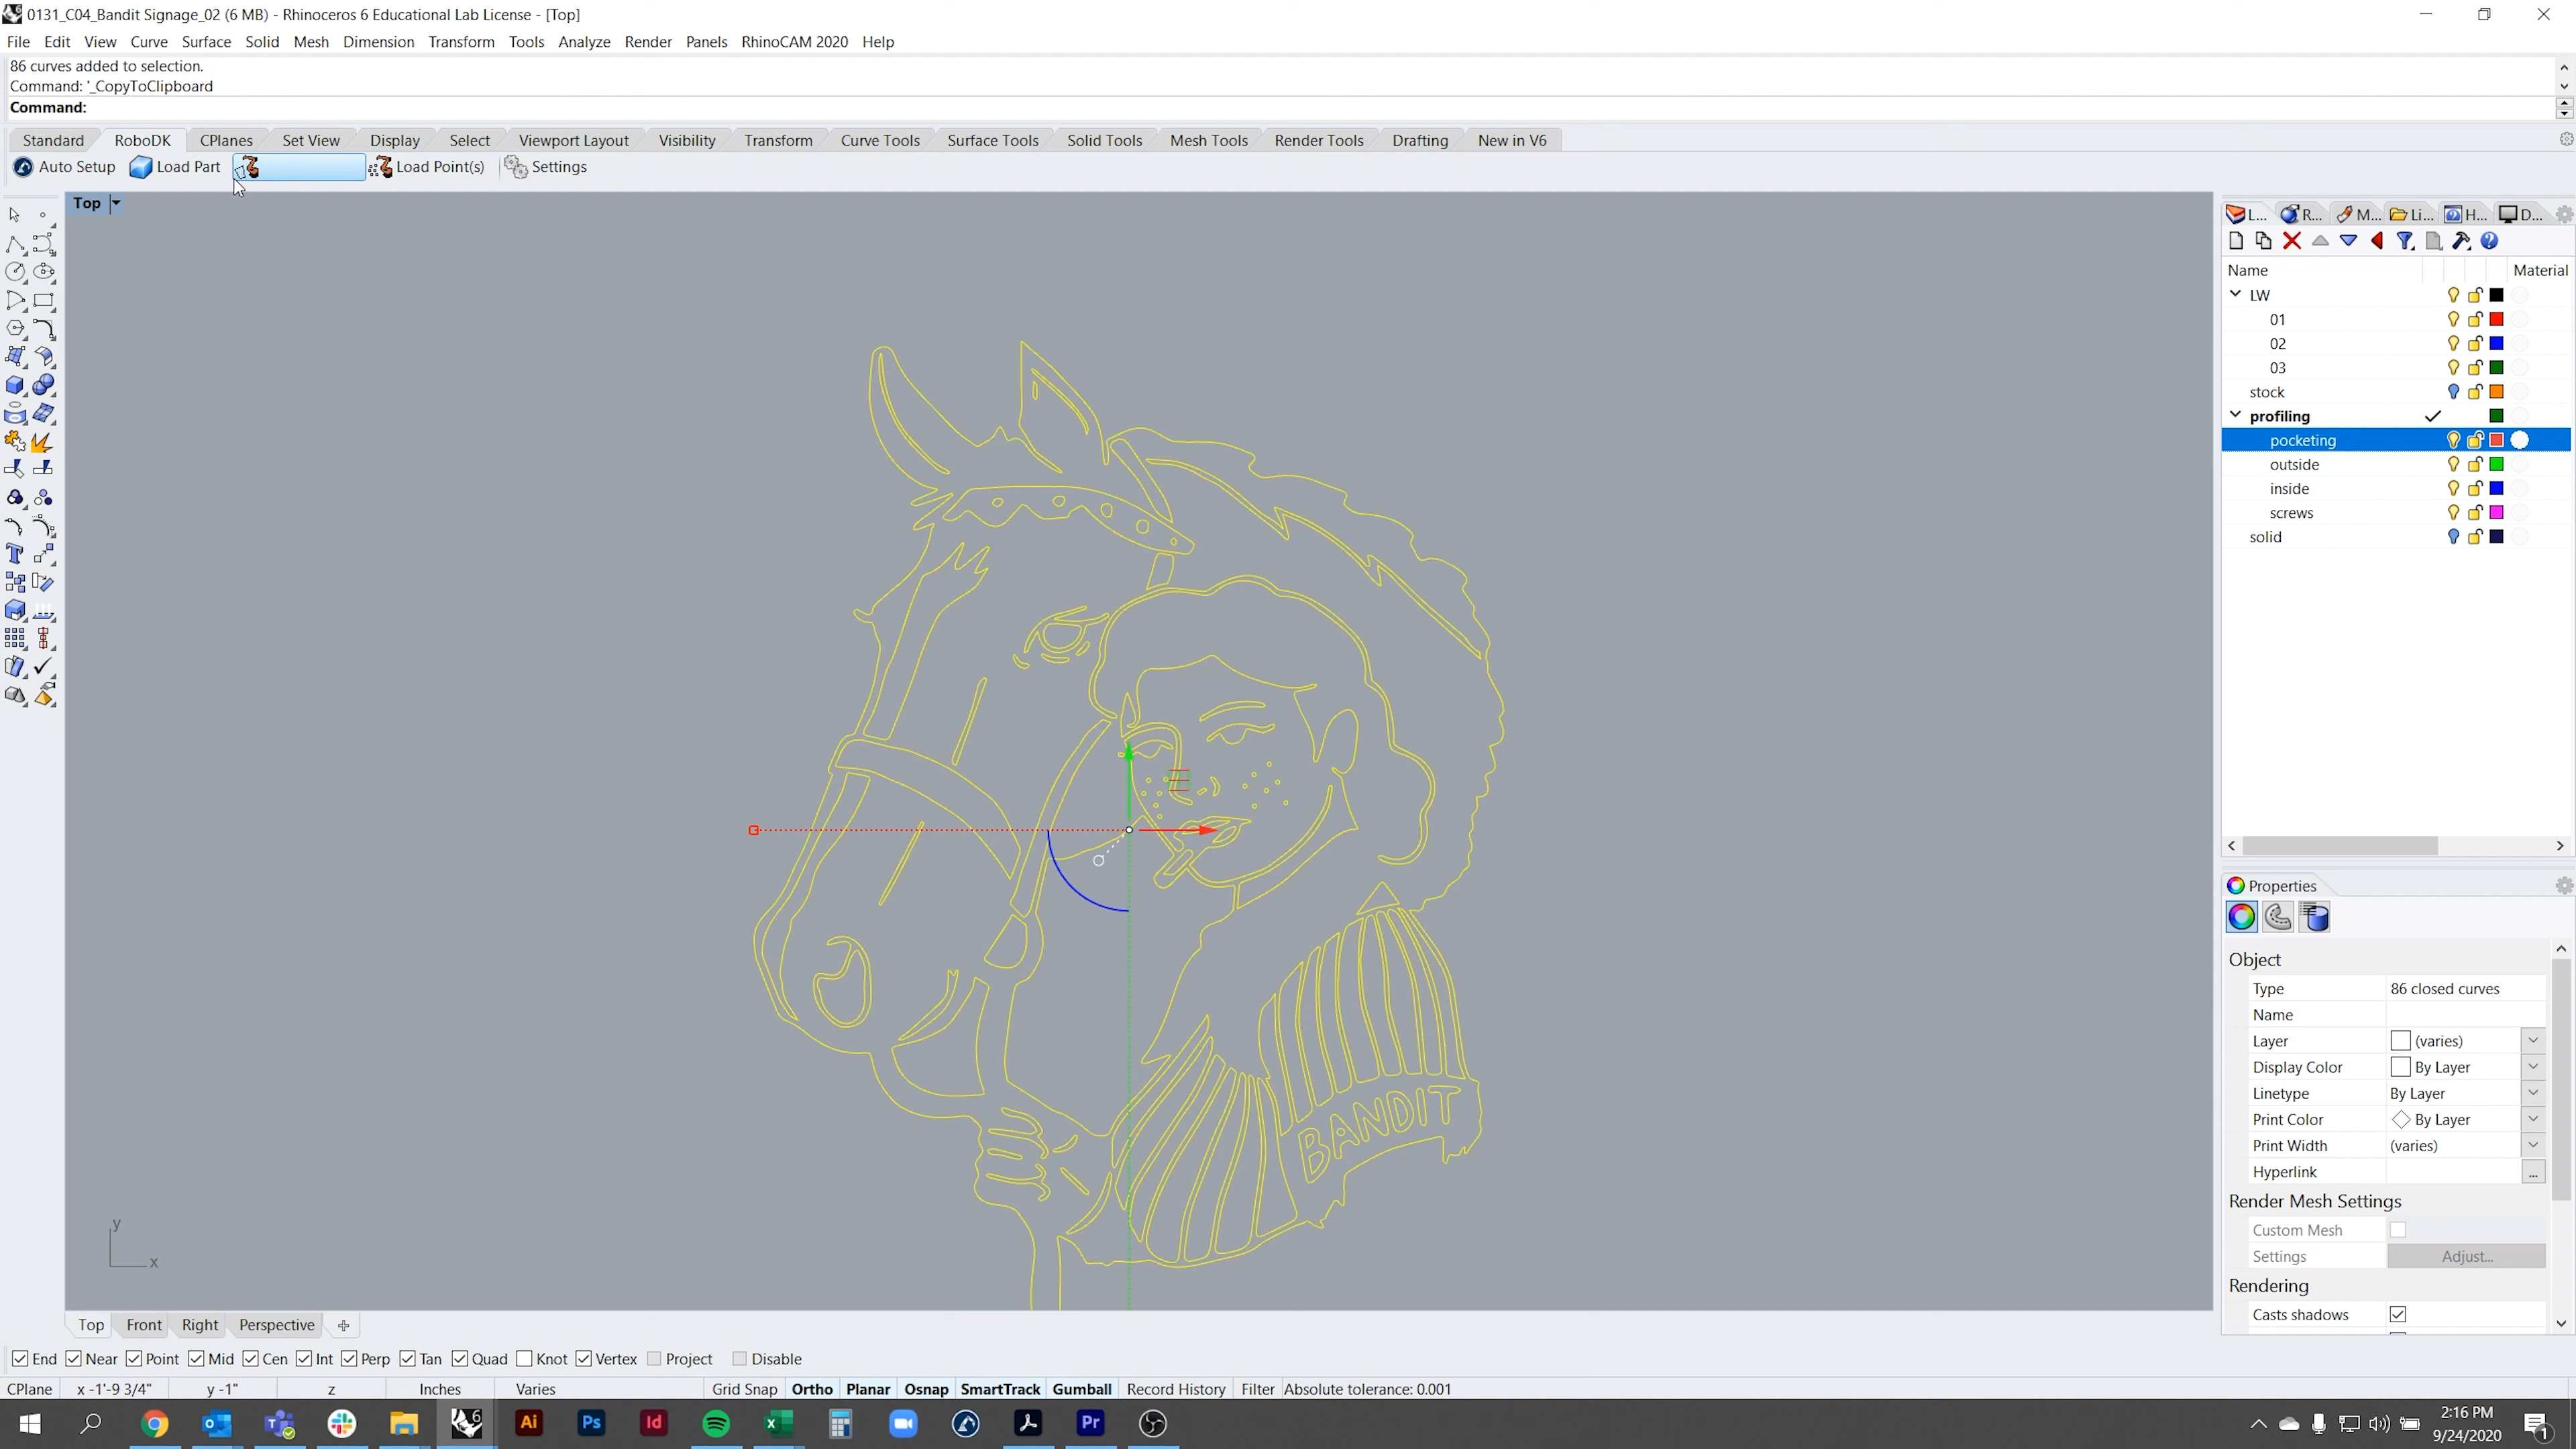 0131_C04_Bandit Signage_02 (6 MB) - Rhinoceros 6 Educational Lab License - [Top]
File Edit View Curve Surface Solid Mesh Dimension Transform Tools Analyze Render Panels RhinoCAM 2020 Help
86 curves added to selection.
Command: '_CopyToClipboard
Command:
Standard RoboDK CPlanes Set View Display Select Viewport Layout Visibility Transform Curve Tools Surface Tools Solid Tools Mesh Tools Render Tools Drafting New in V6
Auto Setup Load Part Load Point(s) Settings
Top
L... R... M... Li... H... D...
Name Material
LW
01
02
03
stock
profiling
pocketing
outside
inside
screws
solid
BANDIT
Properties
Object
Type 86 closed curves
Name
Layer (varies)
Display Color By Layer
Linetype By Layer
Print Color By Layer
Print Width (varies)
Hyperlink ...
Render Mesh Settings
Custom Mesh
Settings Adjust...
Rendering
Casts shadows
y
x
Top Front Right Perspective
End Near Point Mid Cen Int Perp Tan Quad Knot Vertex Project Disable
CPlane x -1'-9 3/4" y -1" z Inches Varies Grid Snap Ortho Planar Osnap SmartTrack Gumball Record History Filter Absolute tolerance: 0.001
6 Ai Ps Id Pr
2:16 PM
9/24/2020
1